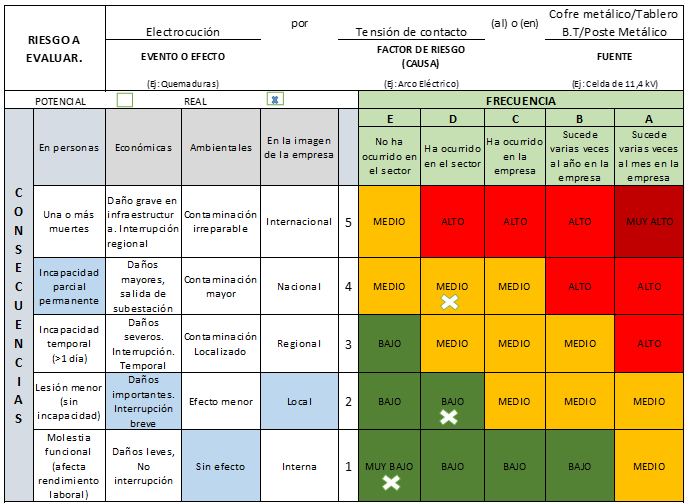 RIESGO A
EVALUAR.
Electrocución
por
Tensión de contacto
(al) o (en)
Cofre metálico/Tablero
B.T/Poste Metálico
EVENTO O EFECTO
FACTOR DE RIESGO
(CAUSA)
FUENTE
(Ej: Quemaduras)
(Ej: Arco Eléctrico)
(Ej: Celda de 11,4 kV)
POTENCIAL
REAL
FRECUENCIA
CONSECUENCIAS
En personas
Económicas
Ambientales
En la imagen
de la empresa
E
D
C
B
A
No ha
ocurrido en
el sector
Ha ocurrido
en el sector
Ha ocurrido
en la
empresa
Sucede
varias veces
al año en la
empresa
Sucede
varias veces
al mes en la
empresa
Una o más
muertes
Daño grave en
infraestructur
a. Interrupción
regional
Contaminación
irreparable
Internacional
5
MEDIO
ALTO
ALTO
ALTO
MUY ALTO
Incapacidad
parcial
permanente
Daños
mayores,
salida de
subestación
Contaminación
mayor
Nacional
4
MEDIO
MEDIO
MEDIO
ALTO
ALTO
Incapacidad
temporal
(>1 día)
Daños
severos.
Interrupción.
Temporal
Contaminación
Localizado
Regional
3
BAJO
MEDIO
MEDIO
MEDIO
ALTO
Lesión menor
(sin
incapacidad)
Daños
importantes.
Interrupción
breve
Efecto menor
Local
2
BAJO
BAJO
MEDIO
MEDIO
MEDIO
Molestia
funcional
(afecta
rendimiento
laboral)
Daños leves,
No
interrupción
Sin efecto
Interna
1
MUY BAJO
BAJO
BAJO
BAJO
MEDIO